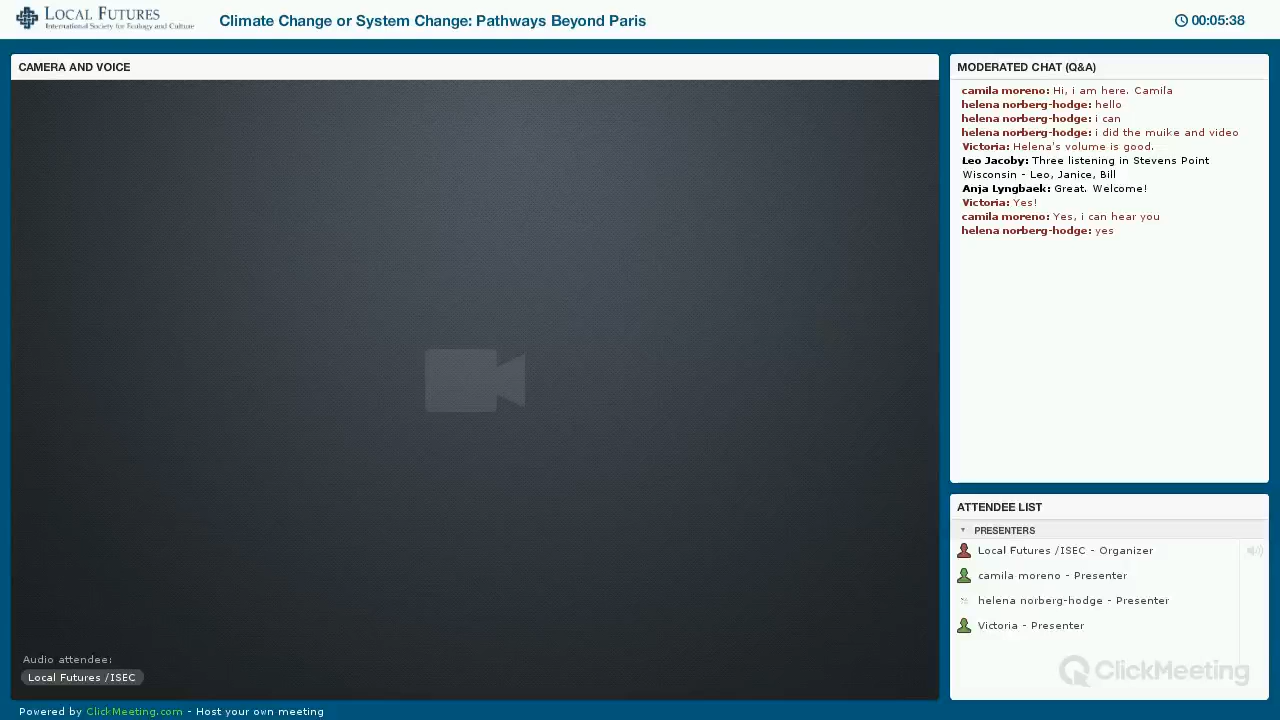 LOCAL FUTURES
International Society for Ecology and Culture
Climate Change or System Change: Pathways Beyond Paris
00:05:38
CAMERA AND VOICE
Audio attendee:
Local Futures /ISEC
MODERATED CHAT (Q&A)
camila moreno: Hi, i am here. Camila
helena norberg-hodge: hello
helena norberg-hodge: i can
helena norberg-hodge: i did the muike and video
Victoria: Helena's volume is good.
Leo Jacoby: Three listening in Stevens Point
Wisconsin - Leo, Janice, Bill
Anja Lyngbaek: Great. Welcome!
Victoria: Yes!
camila moreno: Yes, i can hear you
helena norberg-hodge: yes
ATTENDEE LIST
PRESENTERS
Local Futures /ISEC - Organizer
camila moreno - Presenter
helena norberg-hodge - Presenter
Victoria - Presenter
ClickMeeting
Powered by ClickMeeting.com - Host your own meeting